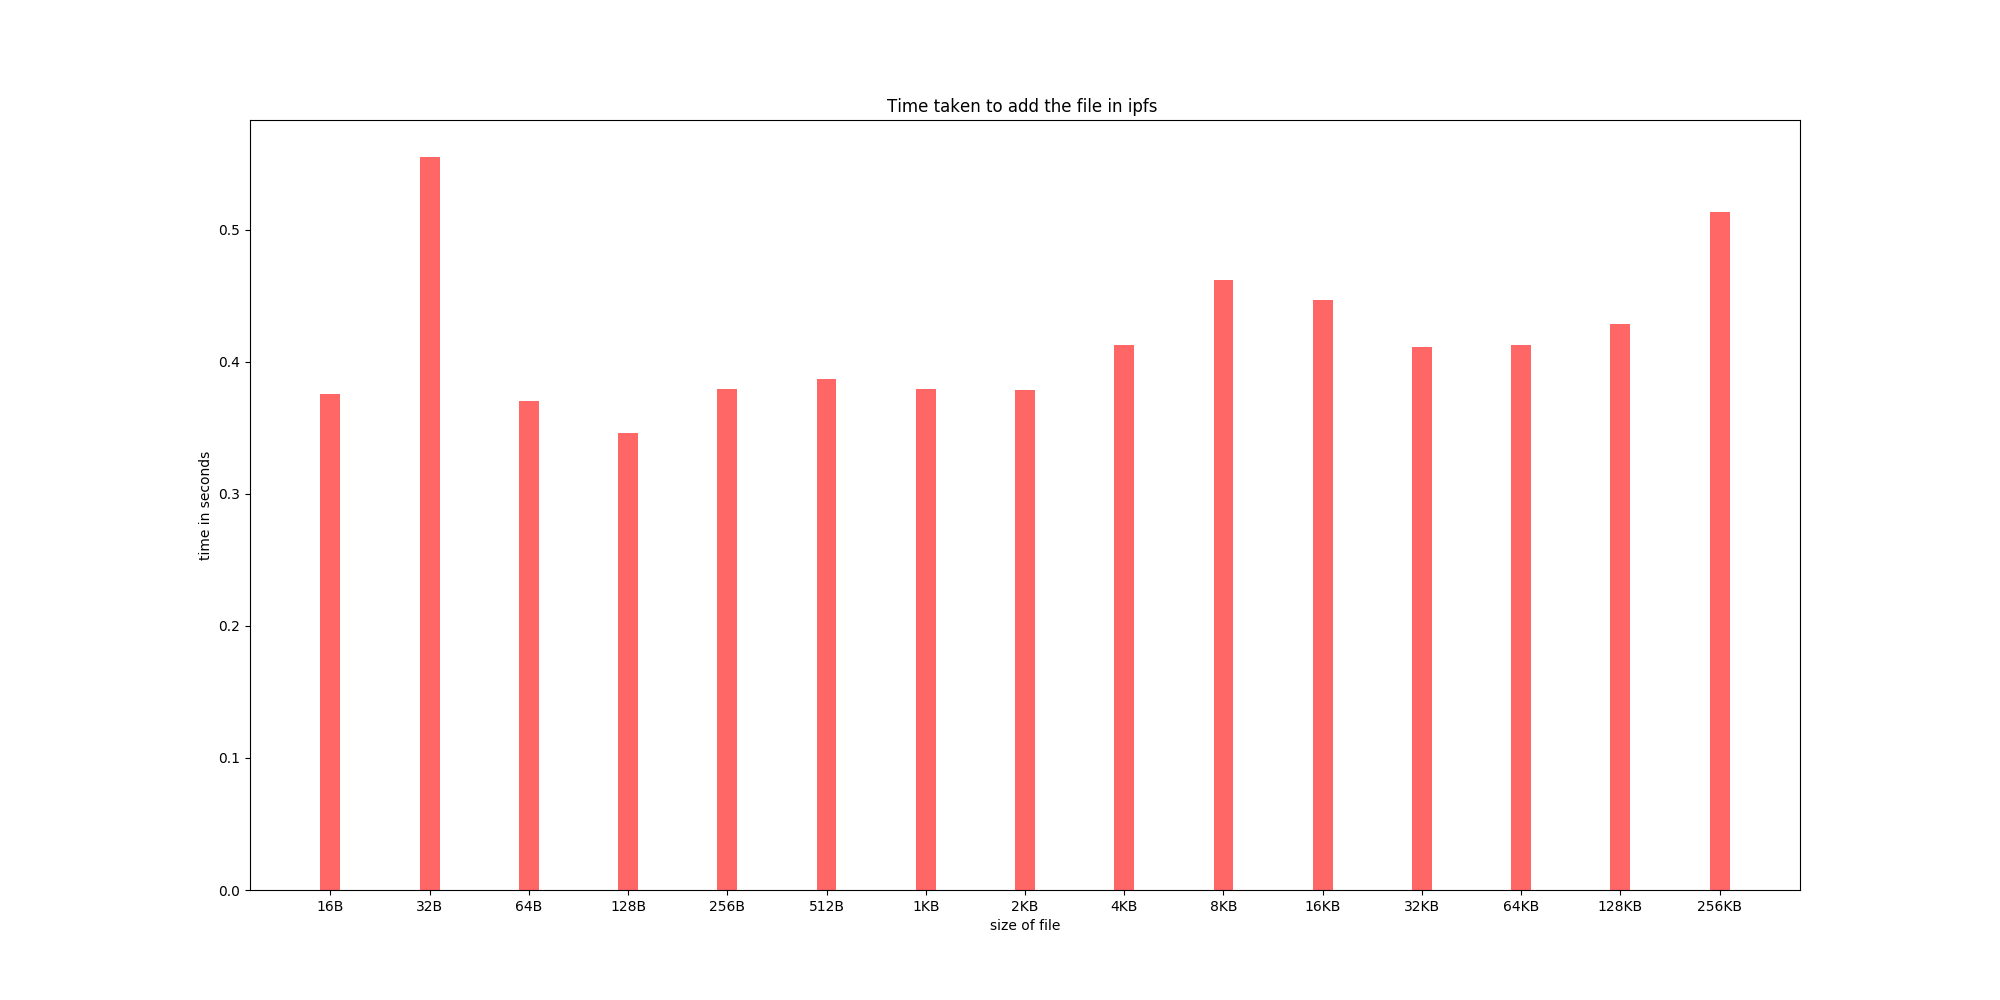 Time taken to add the file in ipfs
time in seconds
0.5
0.4
0.3
0.2
0.1
0.0
16B 32B 64B 128B 256B 512B 1KB 2KB 4KB 8KB 16KB 32KB 64KB 128KB 256KB
size of file